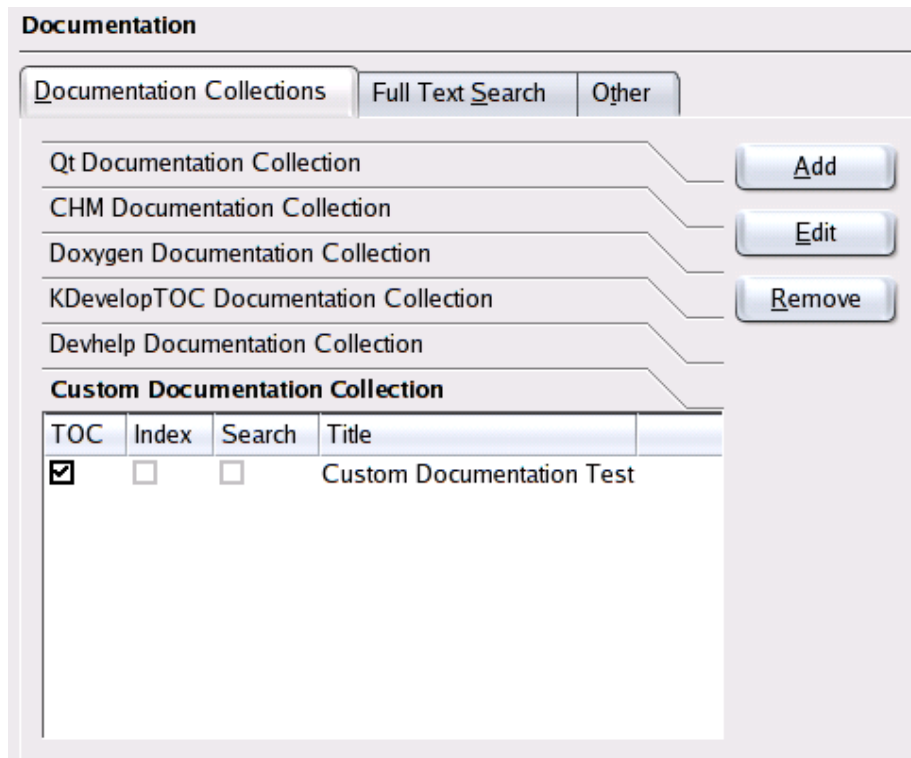 Documentation
Documentation Collections
Full Text Search
Other
Qt Documentation Collection
CHM Documentation Collection
Doxygen Documentation Collection
KDevelopTOC Documentation Collection
Devhelp Documentation Collection
Custom Documentation Collection
TOC Index Search Title
Custom Documentation Test
Add
Edit
Remove